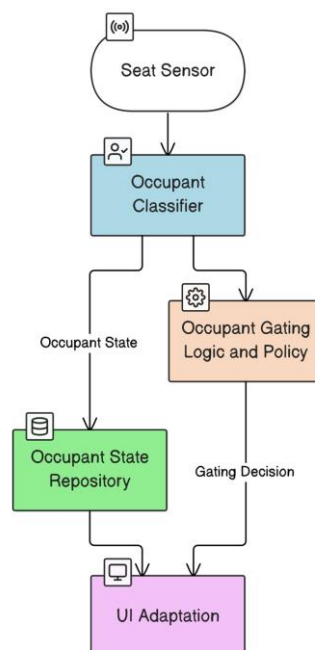 Seat Sensor
Occupant
Classifier
Occupant State
Occupant Gating
Logic and Policy
Occupant State
Repository
Gating Decision
UI Adaptation